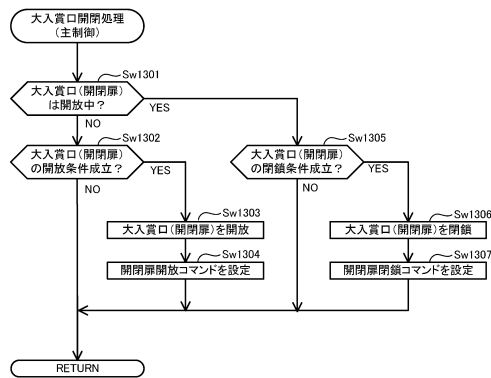 大入賞口開閉処理
(主制御)
Sw1301
大入賞口(開閉扉)
は開放中?
YES
NO
Sw1302
大入賞口(開閉扉)
の開放条件成立?
YES
NO
Sw1305
大入賞口(開閉扉)
の閉鎖条件成立?
YES
NO
Sw1303
大入賞口(開閉扉)を開放
Sw1304
開閉扉開放コマンドを設定
Sw1306
大入賞口(開閉扉)を閉鎖
Sw1307
開閉扉閉鎖コマンドを設定
RETURN